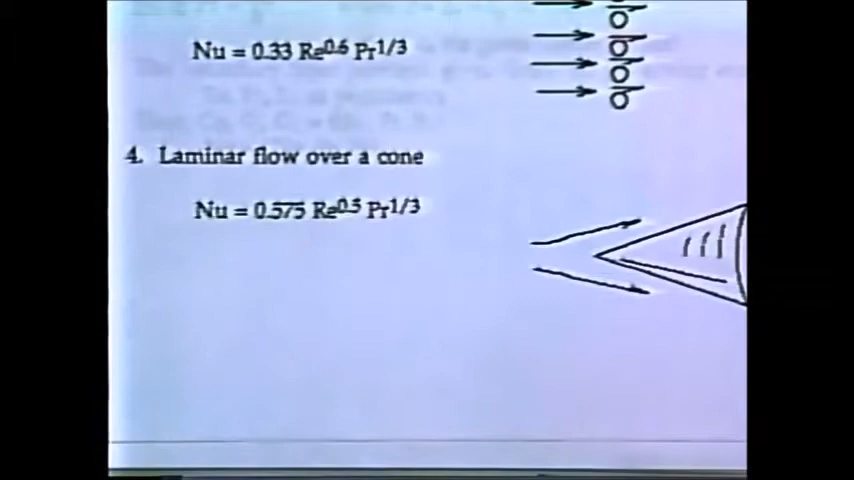 Nu = 0.33 Re^0.6 Pr^1/3
4. Laminar flow over a cone
Nu = 0.575 Re^0.5 Pr^1/3